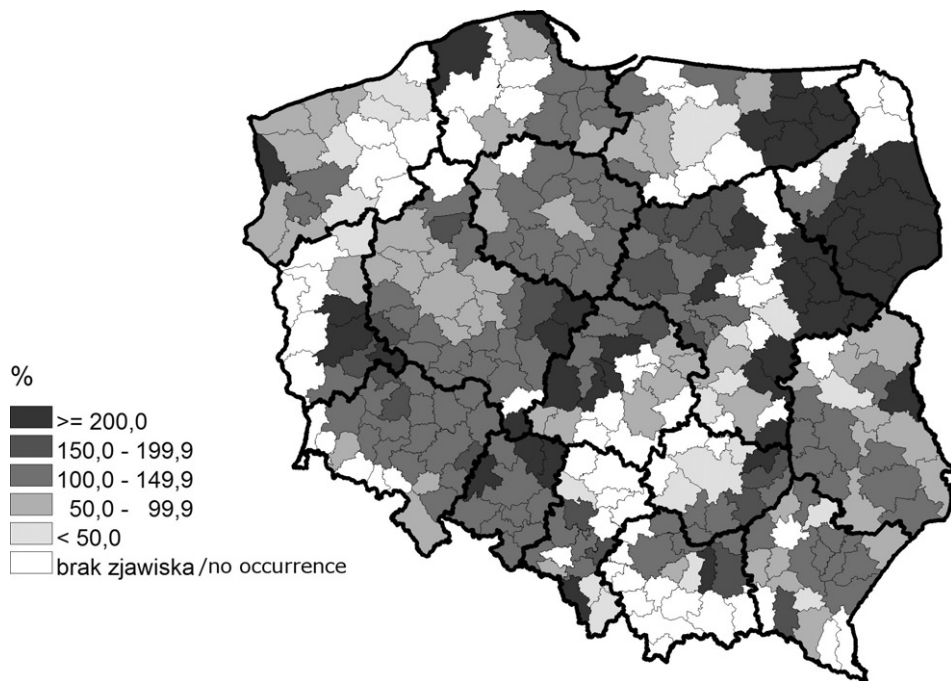 %
>= 200,0
150,0 - 199,9
100,0 - 149,9
50,0 - 99,9
< 50,0
brak zjawiska /no occurrence